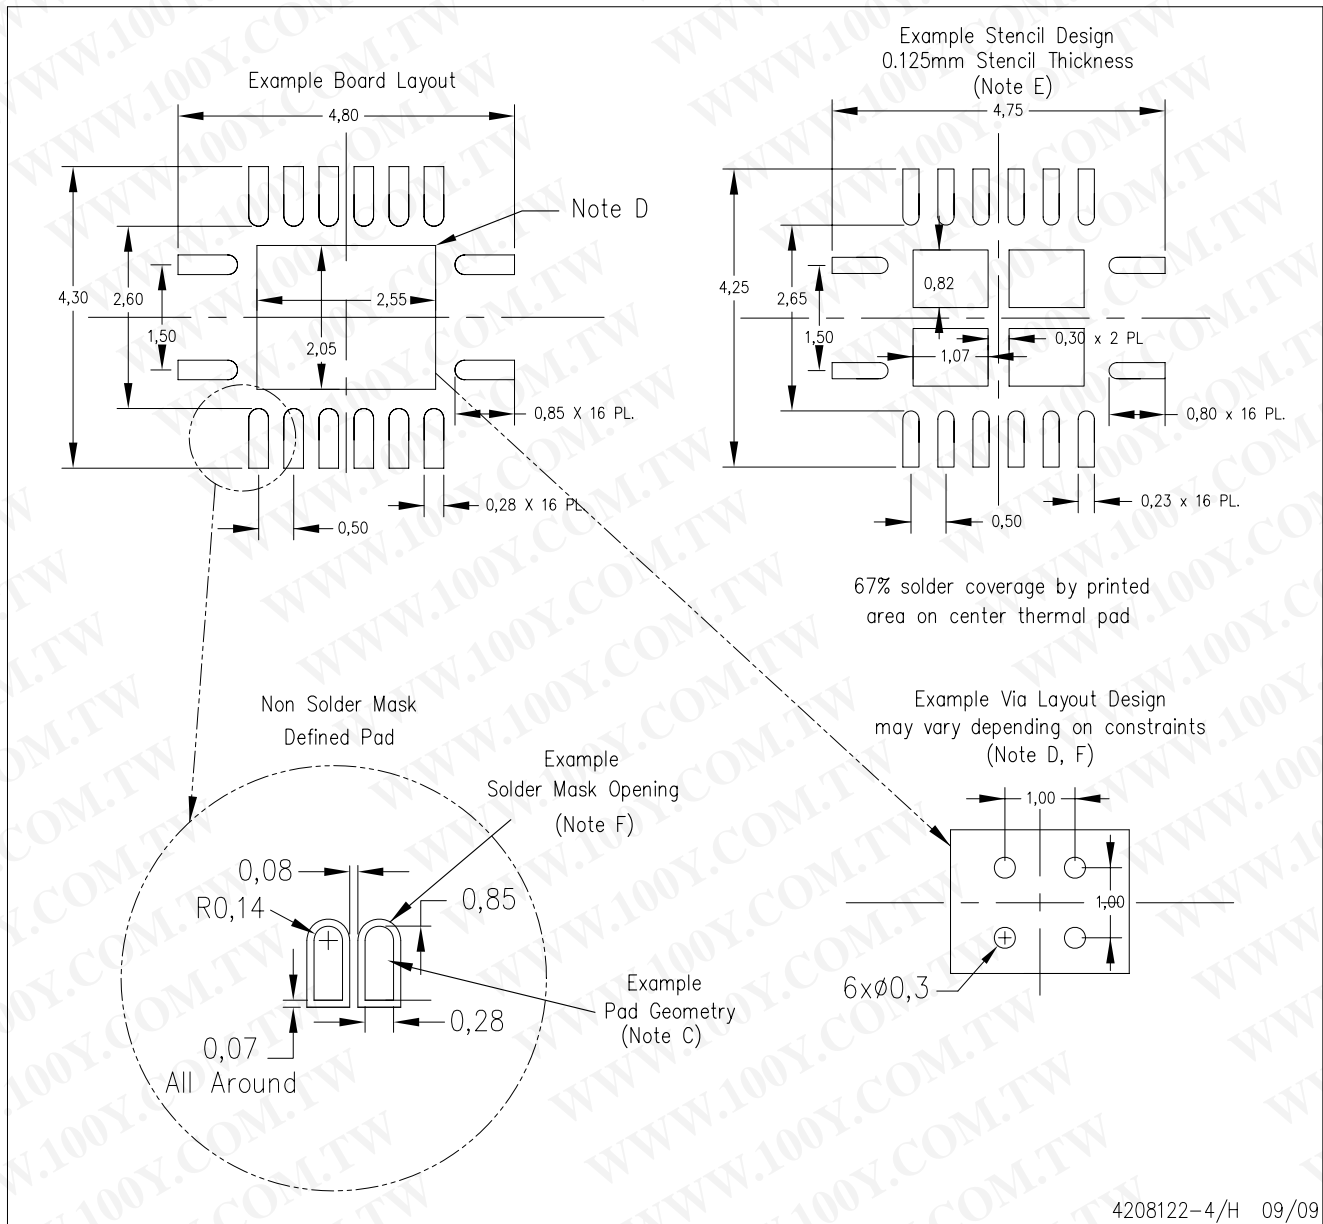 Example Board Layout
4,80
Note D
4,30
2,60
1,50
2,55
2,05
0,85 X 16 PL.
0,28 X 16 PL
0,50
Example Stencil Design
0.125mm Stencil Thickness
(Note E)
4,75
4,25
2,65
1,50
0,82
0,30 x 2 PL
1,07
0,80 x 16 PL.
0,23 x 16 PL.
0,50
67% solder coverage by printed
area on center thermal pad
Non Solder Mask
Defined Pad
Example
Solder Mask Opening
(Note F)
0,08
R0,14
0,85
Example
Pad Geometry
(Note C)
0,28
0,07
All Around
Example Via Layout Design
may vary depending on constraints
(Note D, F)
1,00
1,00
6xø0,3
4208122-4/H 09/09
WWW.100Y.COM.TW